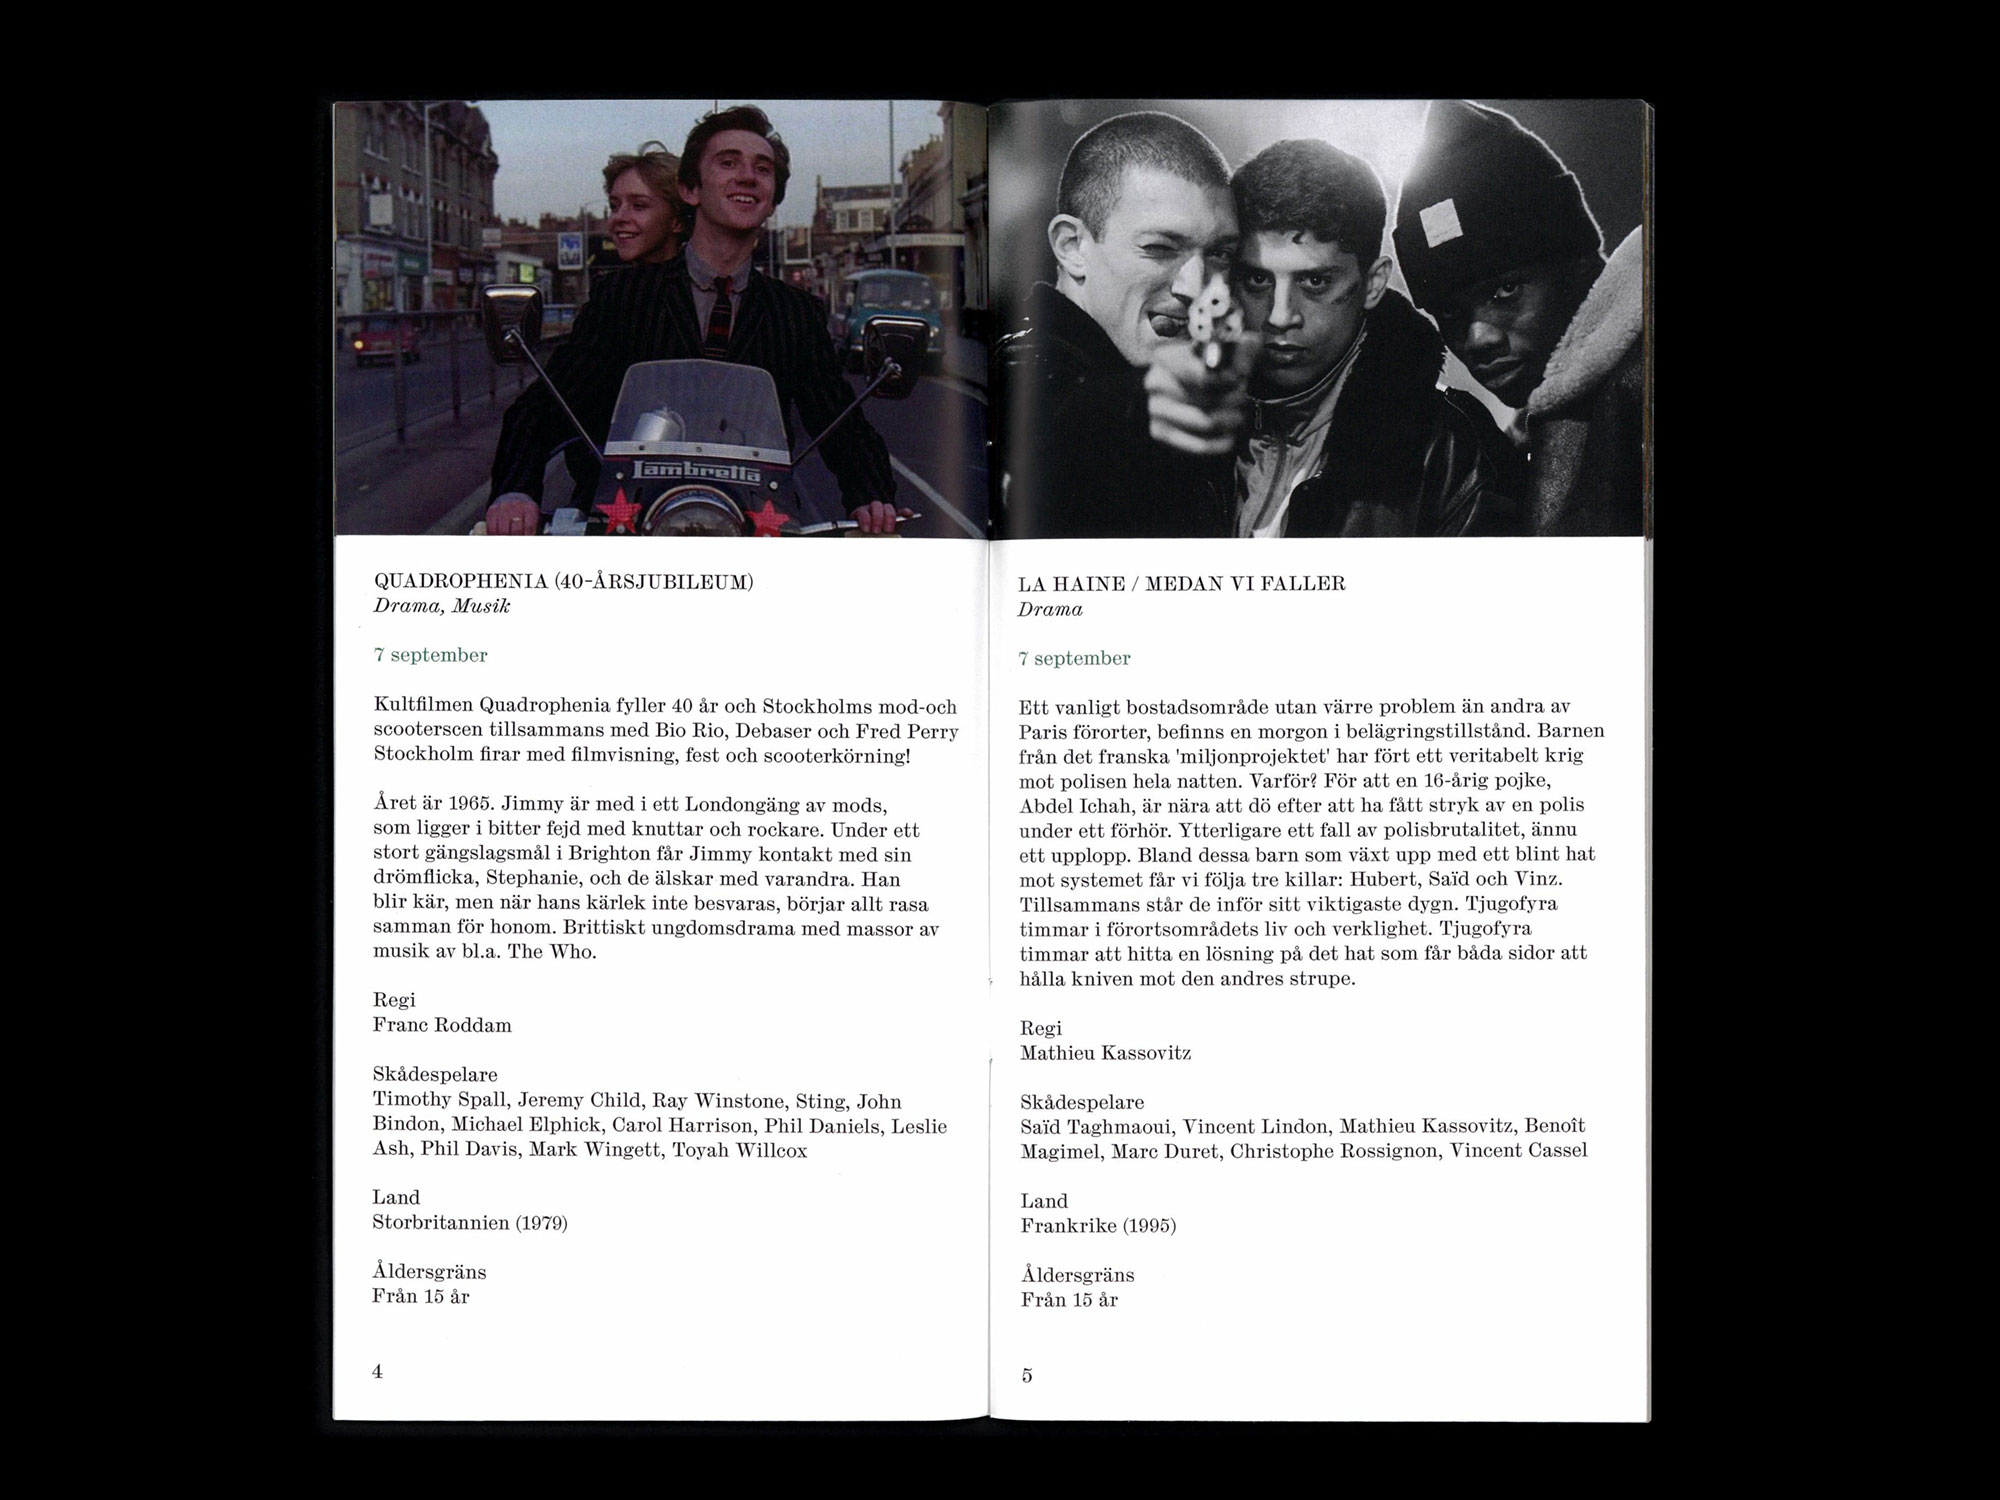 Lambretta
QUADROPHENIA (40-ÅRSJUBILEUM)
Drama, Musik
7 september
Kultfilmen Quadrophenia fyller 40 år och Stockholms mod-och
scooterscen tillsammans med Bio Rio, Debaser och Fred Perry
Stockholm firar med filmvisning, fest och scooterkörning!
Året är 1965. Jimmy är med i ett Londongäng av mods,
som ligger i bitter fejd med knuttar och rockare. Under ett
stort gängslagsmål i Brighton får Jimmy kontakt med sin
drömflicka, Stephanie, och de älskar med varandra. Han
blir kär, men när hans kärlek inte besvaras, börjar allt rasa
samman för honom. Brittiskt ungdomsdrama med massor av
musik av bl.a. The Who.
Regi
Franc Roddam
Skådespelare
Timothy Spall, Jeremy Child, Ray Winstone, Sting, John
Bindon, Michael Elphick, Carol Harrison, Phil Daniels, Leslie
Ash, Phil Davis, Mark Wingett, Toyah Willcox
Land
Storbritannien (1979)
Åldersgräns
Från 15 år
4
LA HAINE / MEDAN VI FALLER
Drama
7 september
Ett vanligt bostadsområde utan värre problem än andra av
Paris förorter, befinns en morgon i belägringstillstånd. Barnen
från det franska 'miljonprojektet' har fört ett veritabelt krig
mot polisen hela natten. Varför? För att en 16-årig pojke,
Abdel Ichah, är nära att dö efter att ha fått stryk av en polis
under ett förhör. Ytterligare ett fall av polisbrutalitet, ännu
ett upplopp. Bland dessa barn som växt upp med ett blint hat
mot systemet får vi följa tre killar: Hubert, Saïd och Vinz.
Tillsammans står de inför sitt viktigaste dygn. Tjugofyra
timmar i förortsområdets liv och verklighet. Tjugofyra
timmar att hitta en lösning på det hat som får båda sidor att
hålla kniven mot den andres strupe.
Regi
Mathieu Kassovitz
Skådespelare
Saïd Taghmaoui, Vincent Lindon, Mathieu Kassovitz, Benoît
Magimel, Marc Duret, Christophe Rossignon, Vincent Cassel
Land
Frankrike (1995)
Åldersgräns
Från 15 år
5